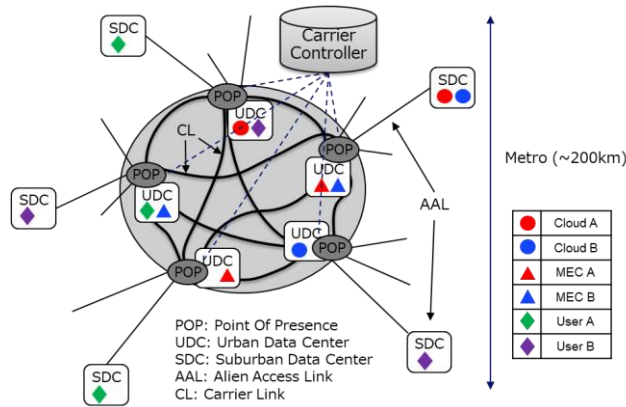 SDC
Carrier
Controller
SDC
POP
UDC
CL
POP
UDC
Metro (~200km)
POP
UDC
SDC
AAL
UDC
POP
UDC
POP
Cloud A
Cloud B
MEC A
MEC B
User A
User B
POP: Point Of Presence
UDC: Urban Data Center
SDC: Suburban Data Center
AAL: Alien Access Link
CL: Carrier Link
SDC
SDC